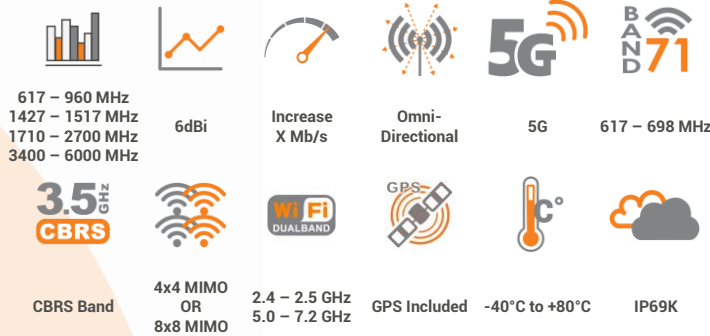 5G
BAND 71
617 – 960 MHz
1427 – 1517 MHz
1710 – 2700 MHz
3400 – 6000 MHz
6dBi
Increase
X Mb/s
Omni-
Directional
5G
617 – 698 MHz
3.5 GHz
CBRS
Wi Fi
DUALBAND
GPS
C°
CBRS Band
4x4 MIMO
OR
8x8 MIMO
2.4 – 2.5 GHz
5.0 – 7.2 GHz
GPS Included
-40°C to +80°C
IP69K